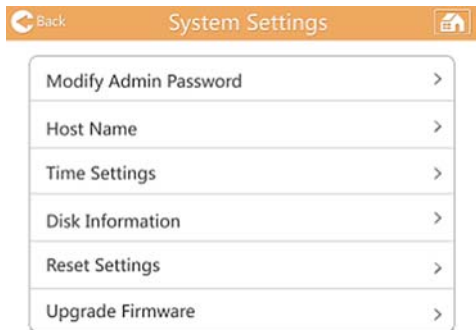 Back System Settings
Modify Admin Password
Host Name
Time Settings
Disk Information
Reset Settings
Upgrade Firmware